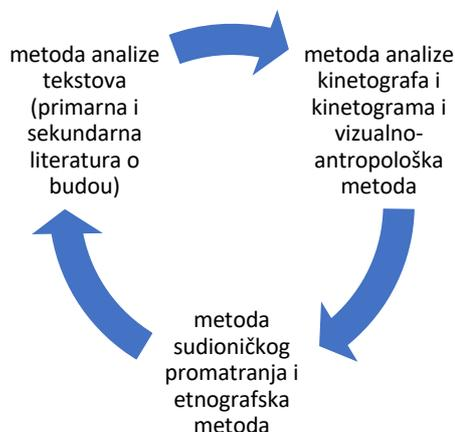 metoda analize
tekstova
(primarna i
sekundarna
literatura o
budou)
metoda analize
kinetografa i
kinetograma i
vizualno-
antropološka
metoda
metoda
sudioničkog
promatranja i
etnografska
metoda